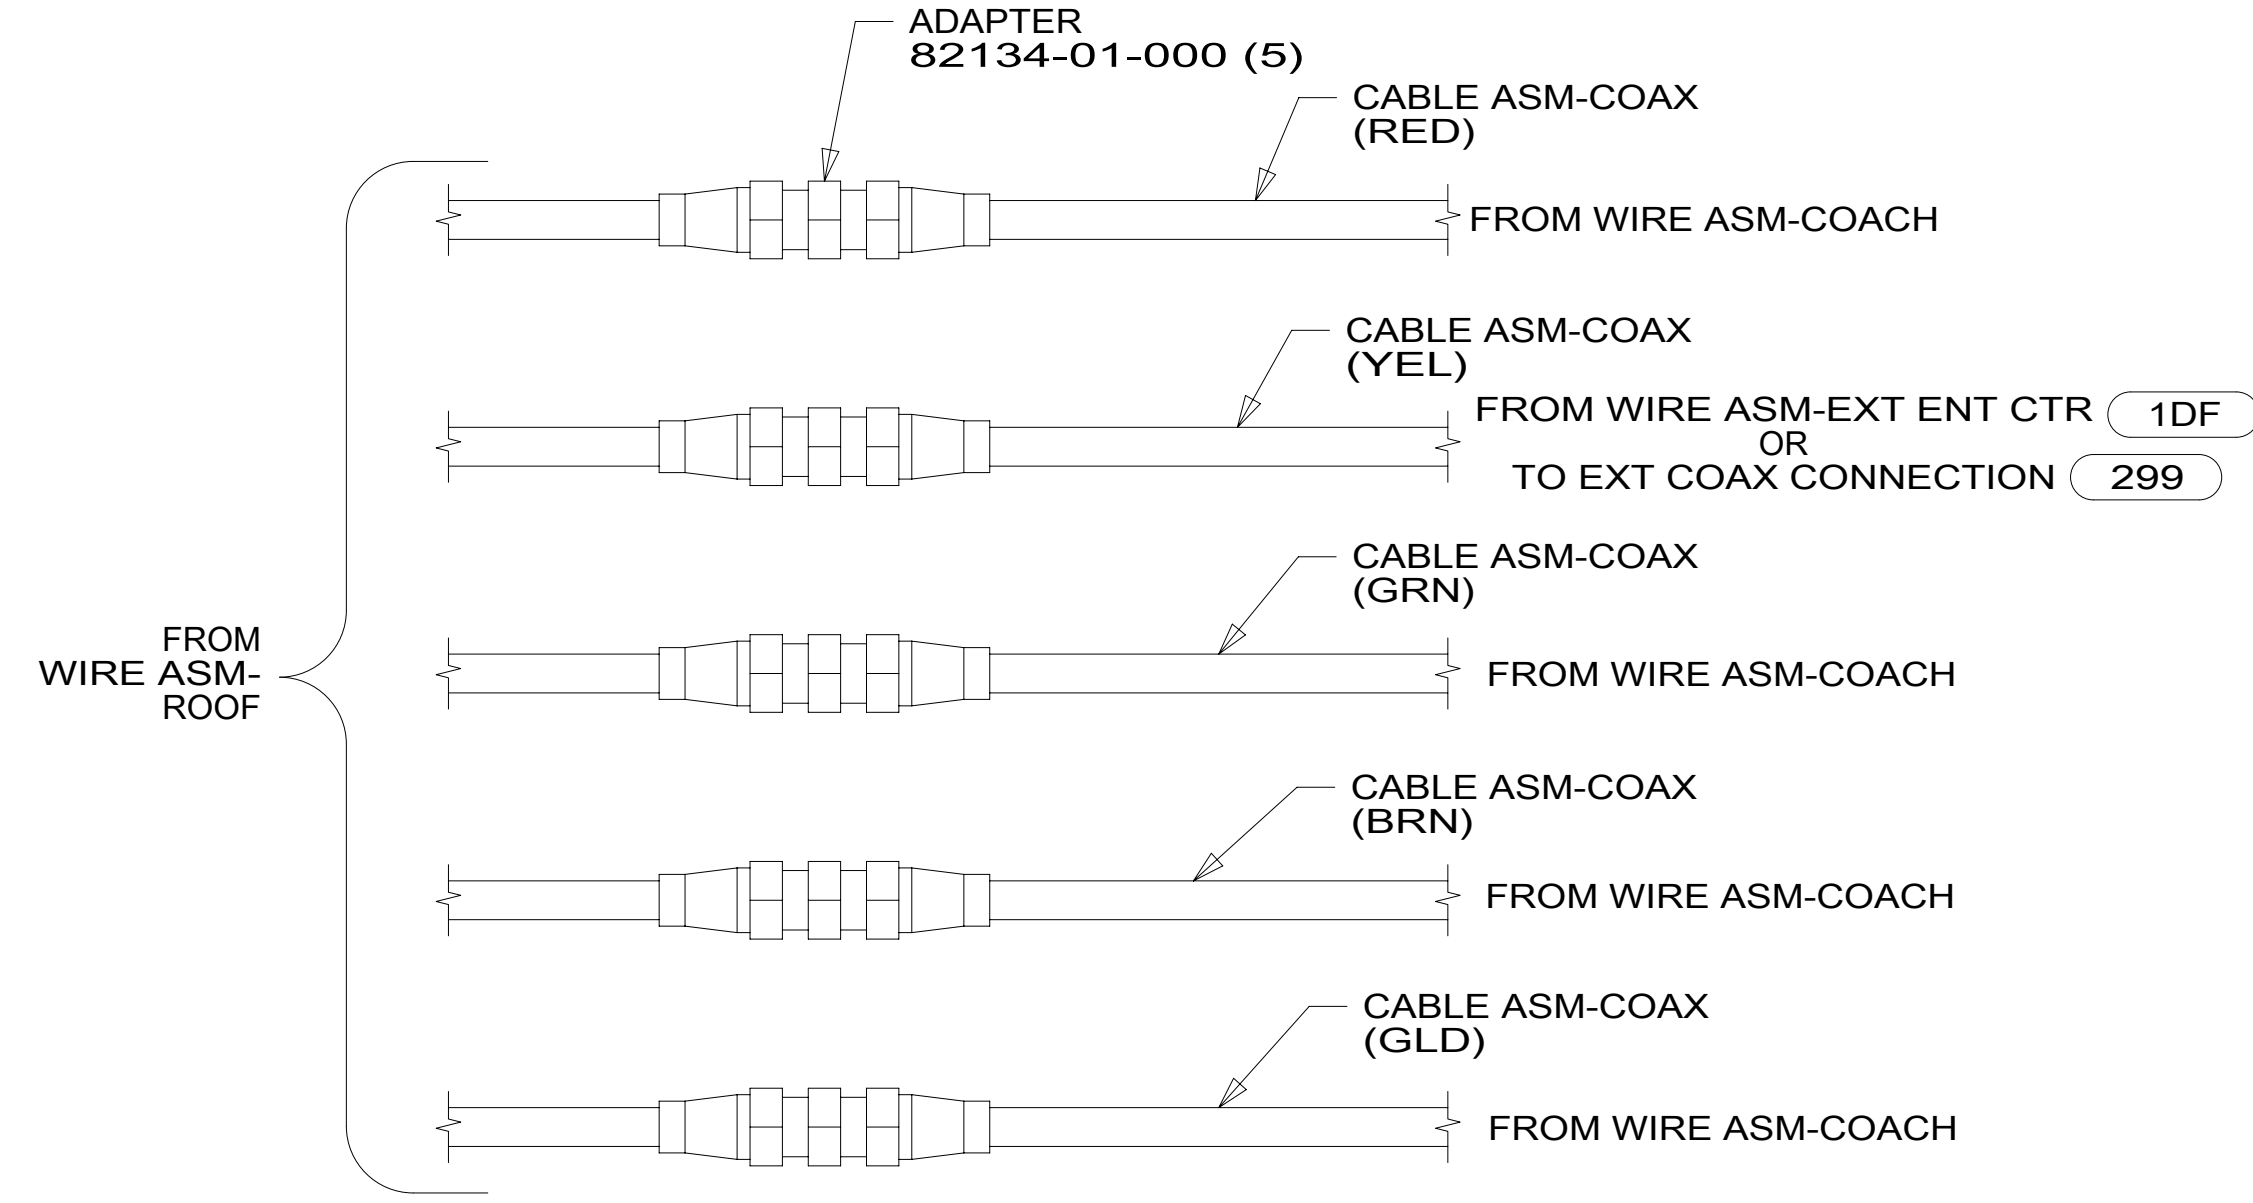 ADAPTER
82134-01-000 (5)
CABLE ASM-COAX
(RED)
FROM WIRE ASM-COACH
CABLE ASM-COAX
(YEL)
FROM WIRE ASM-EXT ENT CTR 1DF
OR
TO EXT COAX CONNECTION 299
CABLE ASM-COAX
(GRN)
FROM
WIRE ASM-
ROOF
FROM WIRE ASM-COACH
CABLE ASM-COAX
(BRN)
FROM WIRE ASM-COACH
CABLE ASM-COAX
(GLD)
FROM WIRE ASM-COACH